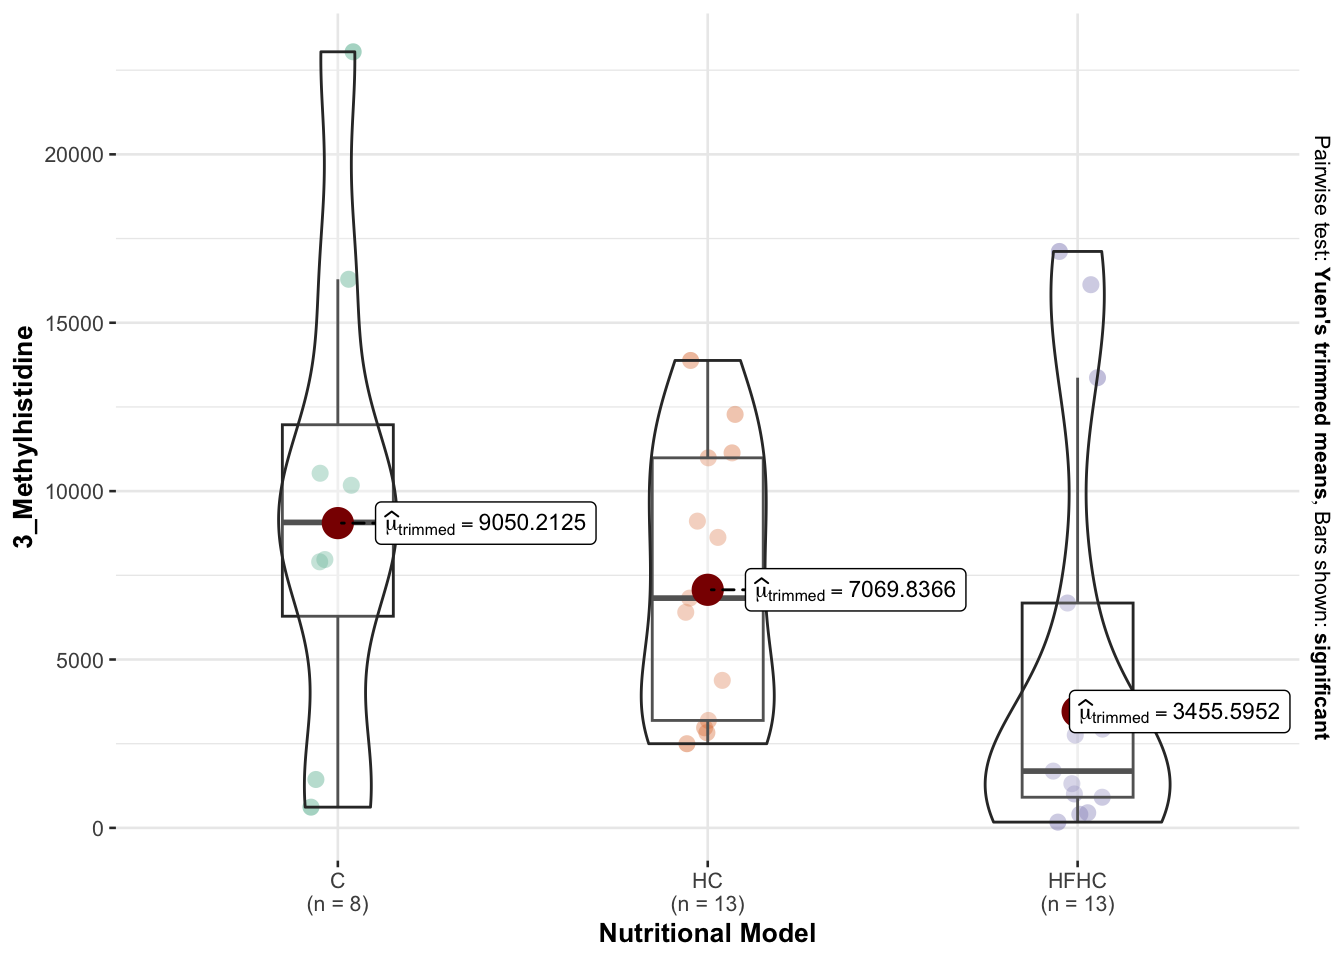 3_Methylhistidine
20000
15000
10000
5000
0
μ̂trimmed = 9050.2125
μ̂trimmed = 7069.8366
μ̂trimmed = 3455.5952
C
(n = 8)
HC
(n = 13)
HFHC
(n = 13)
Nutritional Model
Pairwise test: Yuen's trimmed means, Bars shown: significant